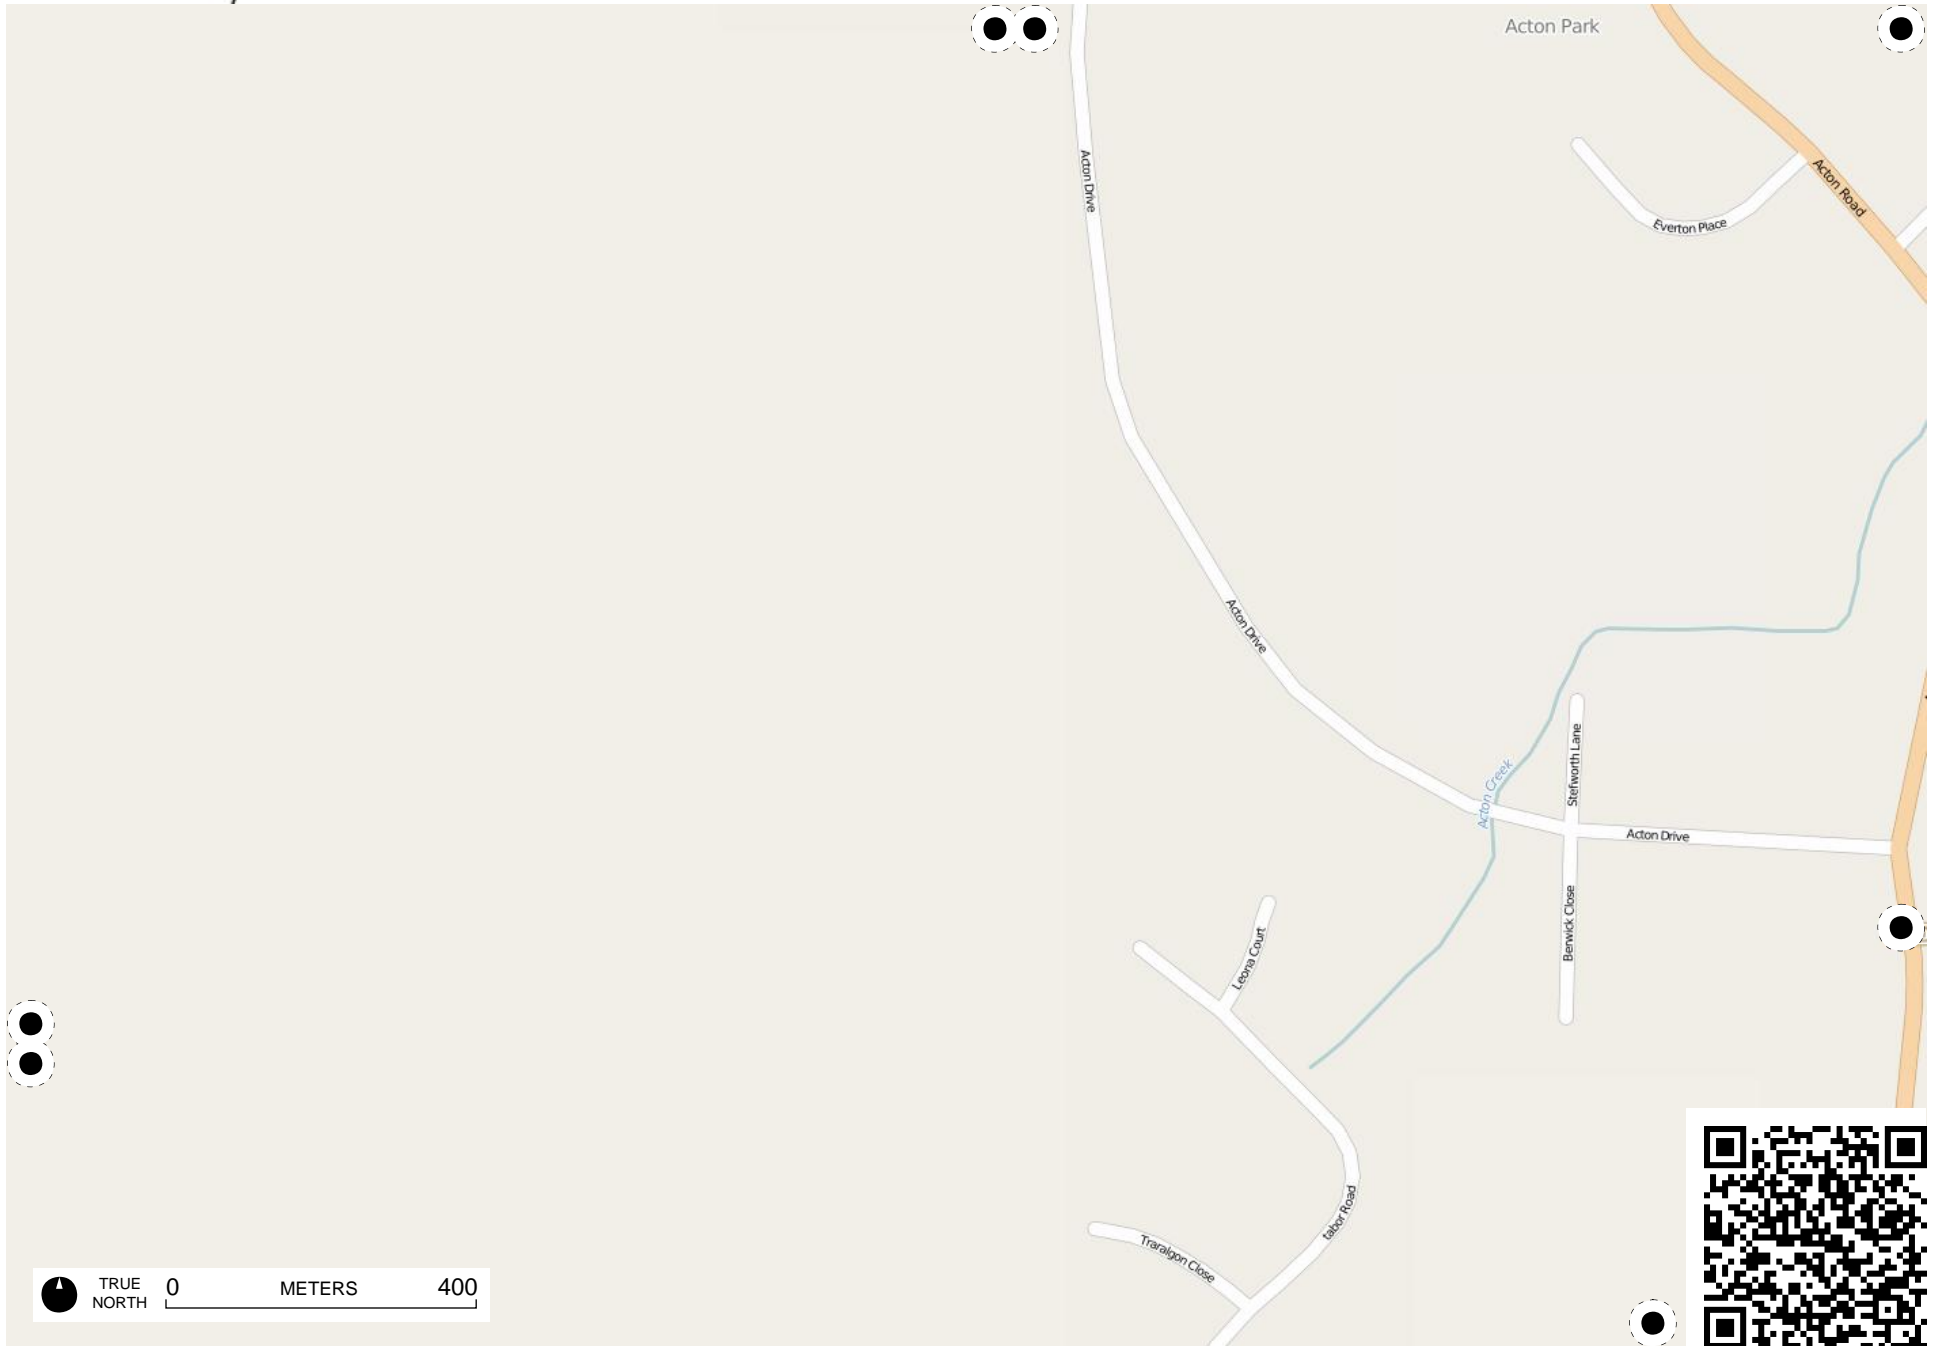 Acton Park
Acton Drive
Acton Road
Everton Place
Acton Drive
Stefworth Lane
Acton Creek
Acton Drive
Berwick Close
Leona Court
tabor Road
Traralgon Close
TRUE NORTH
0 METERS 400